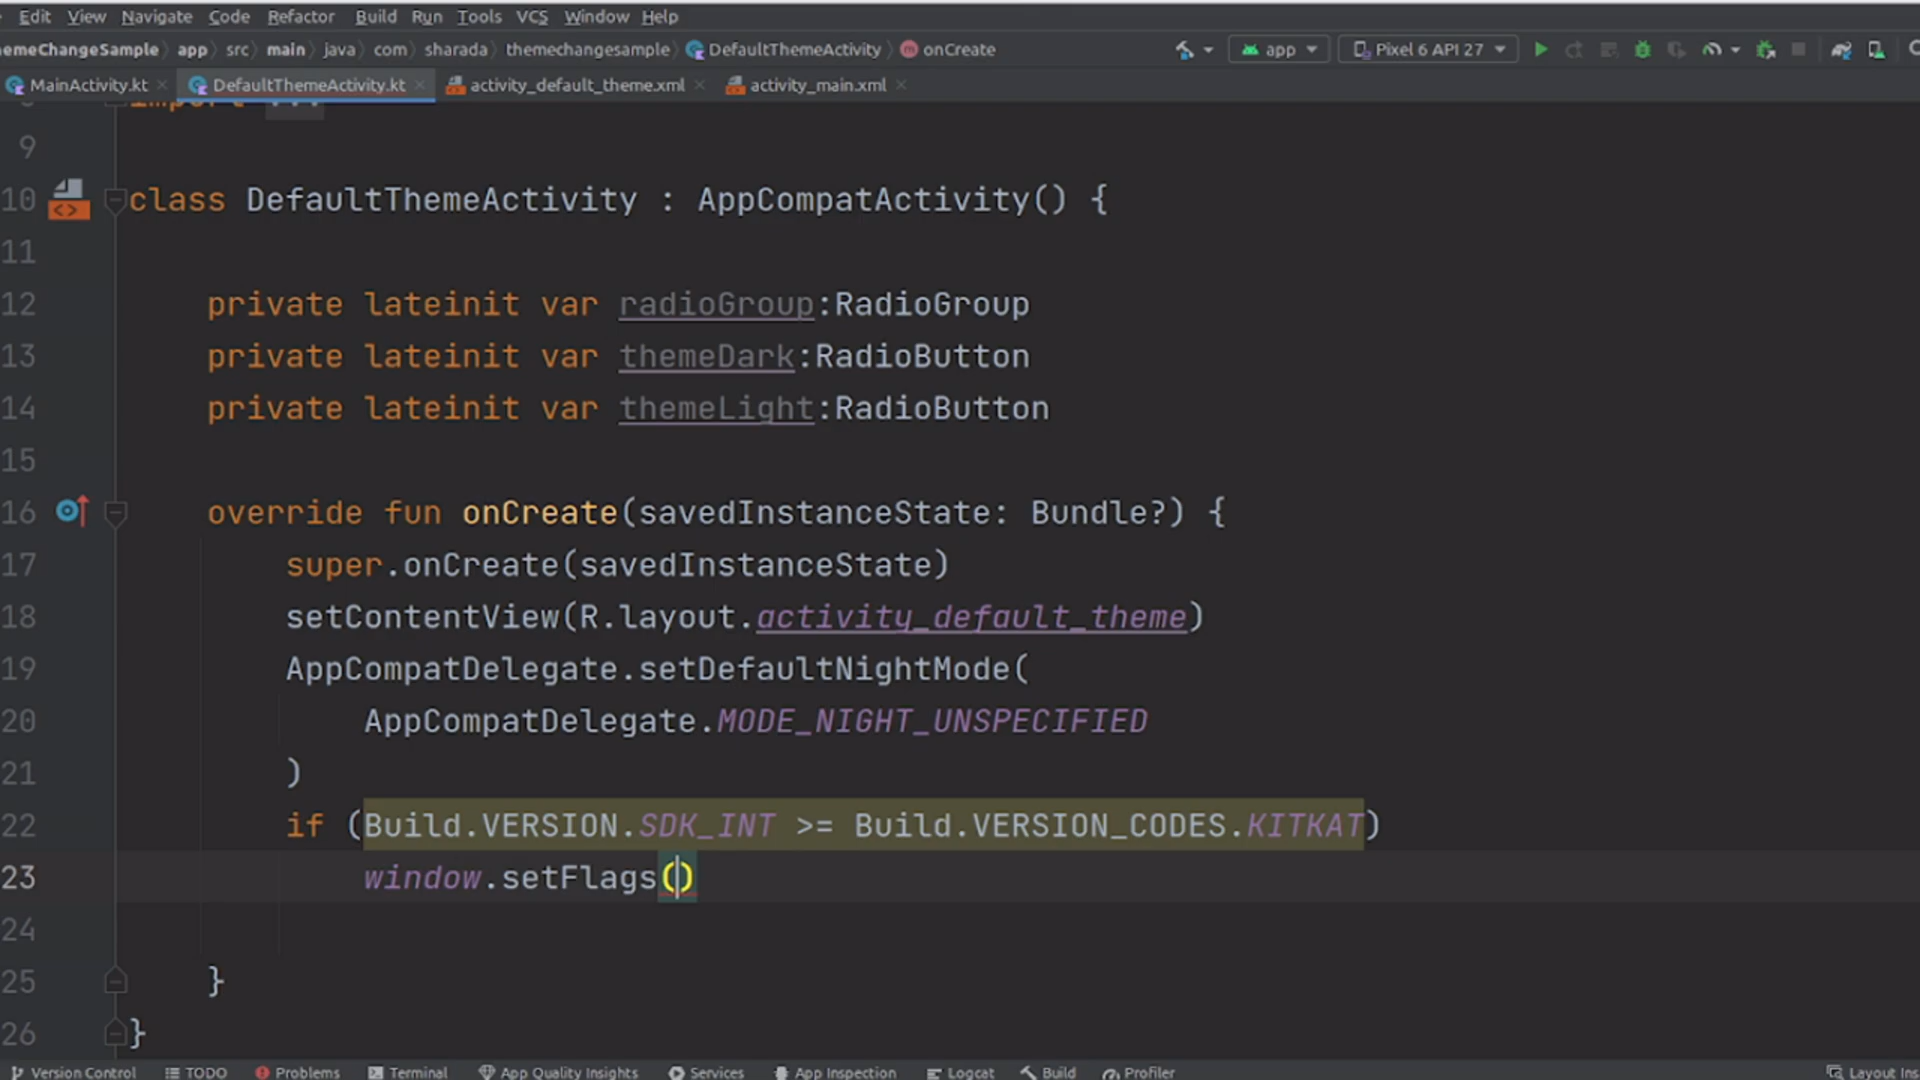 Edit View Navigate Code Refactor Build Run Tools VCS Window Help
emeChangeSample app src main java com sharada themechangesample DefaultThemeActivity onCreate app Pixel 6 API 27
MainActivity.kt DefaultThemeActivity.kt activity_default_theme.xml activity_main.xml
import ...
9
10 class DefaultThemeActivity : AppCompatActivity() {
11
12 private lateinit var radioGroup:RadioGroup
13 private lateinit var themeDark:RadioButton
14 private lateinit var themeLight:RadioButton
15
16 override fun onCreate(savedInstanceState: Bundle?) {
17 super.onCreate(savedInstanceState)
18 setContentView(R.layout.activity_default_theme)
19 AppCompatDelegate.setDefaultNightMode(
20 AppCompatDelegate.MODE_NIGHT_UNSPECIFIED
21 )
22 if (Build.VERSION.SDK_INT >= Build.VERSION_CODES.KITKAT)
23 window.setFlags()
24
25 }
26 }
Version Control TODO Problems Terminal App Quality Insights Services App Inspection Logcat Build Profiler Layout Ins